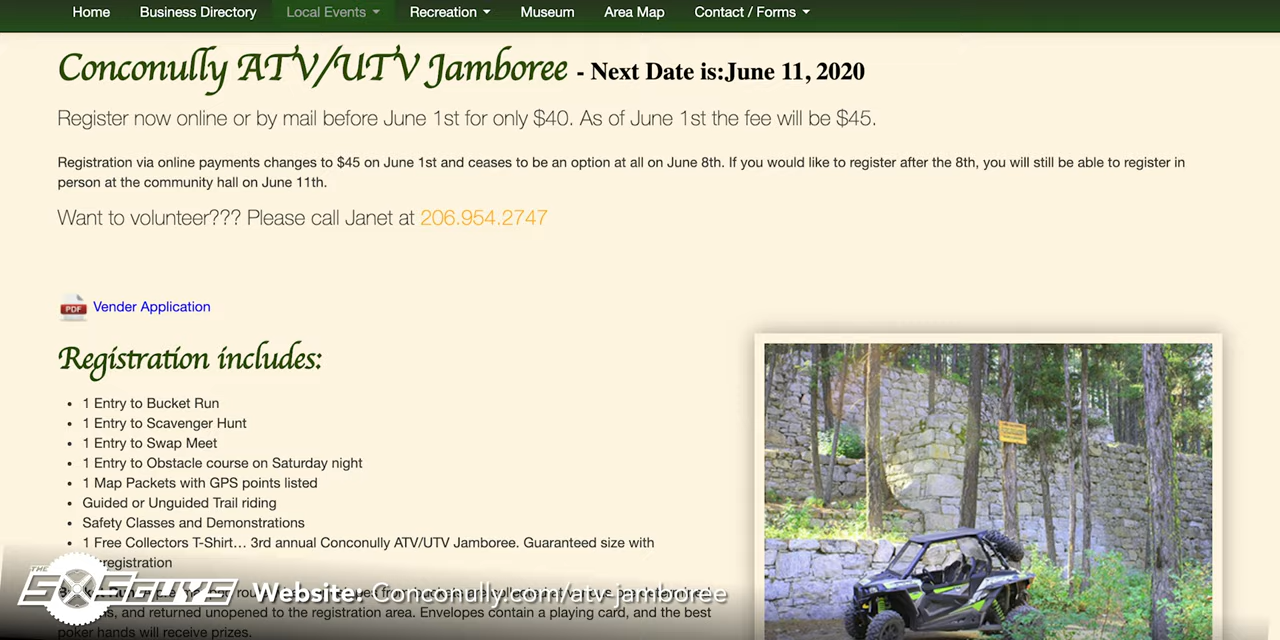 Home Business Directory Local Events Recreation Museum Area Map Contact / Forms
Conconully ATV/UTV Jamboree - Next Date is:June 11, 2020
Register now online or by mail before June 1st for only $40. As of June 1st the fee will be $45.
Registration via online payments changes to $45 on June 1st and ceases to be an option at all on June 8th. If you would like to register after the 8th, you will still be able to register in
person at the community hall on June 11th.
Want to volunteer??? Please call Janet at 206.954.2747
PDF Vender Application
Registration includes:
• 1 Entry to Bucket Run
• 1 Entry to Scavenger Hunt
• 1 Entry to Swap Meet
• 1 Entry to Obstacle course on Saturday night
• 1 Map Packets with GPS points listed
• Guided or Unguided Trail riding
• Safety Classes and Demonstrations
• 1 Free Collectors T-Shirt... 3rd annual Conconully ATV/UTV Jamboree. Guaranteed size with
registration
THE SXS GUYS
Website: Conconully.com/atv-jamboree
and returned unopened to the registration area. Envelopes contain a playing card, and the best
poker hands will receive prizes.